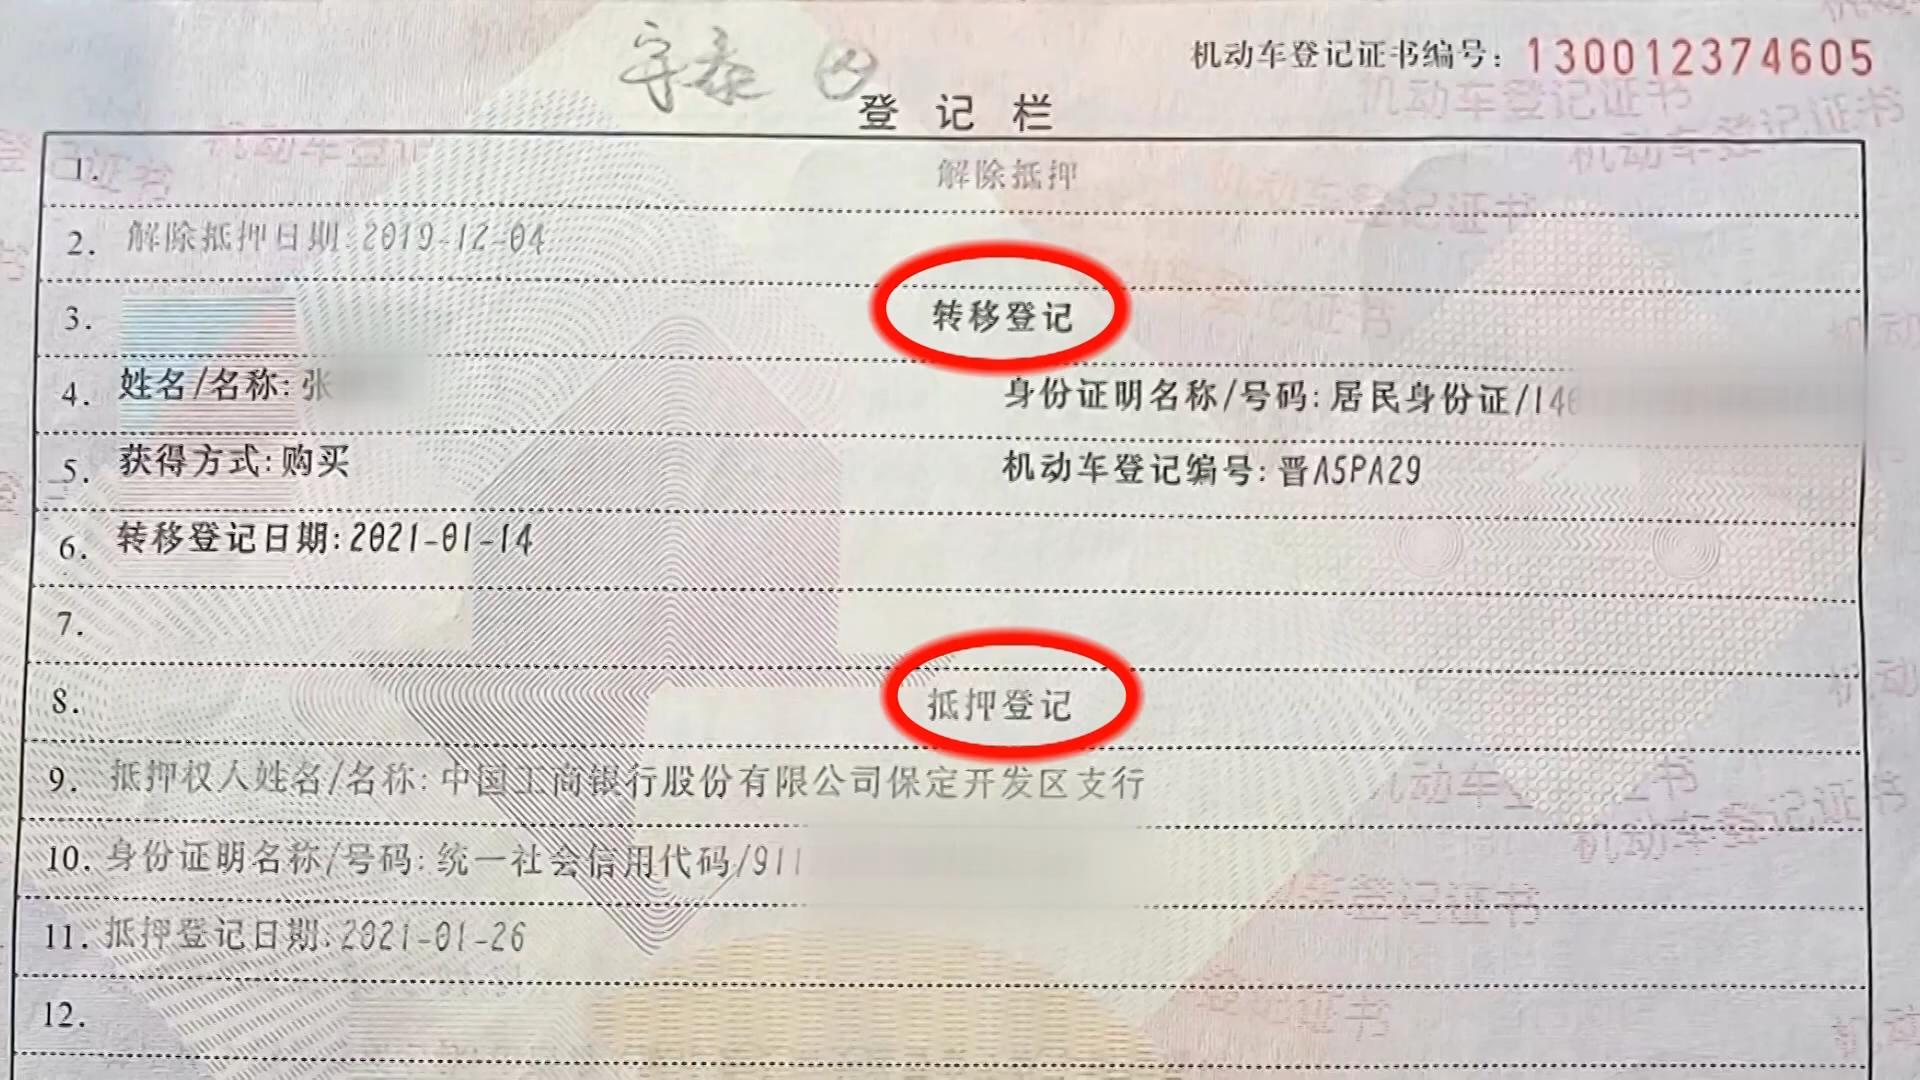 机动车登记证书编号：130012374605
登记栏
1. 解除抵押
2. 解除抵押日期:2019-12-04
3. 转移登记
4. 姓名/名称:张 身份证明名称/号码:居民身份证/14
5. 获得方式:购买 机动车登记编号:晋A5PA29
6. 转移登记日期:2021-01-14
7.
8. 抵押登记
9. 抵押权人姓名/名称:中国工商银行股份有限公司保定开发区支行
10. 身份证明名称/号码:统一社会信用代码/911
11. 抵押登记日期:2021-01-26
12.